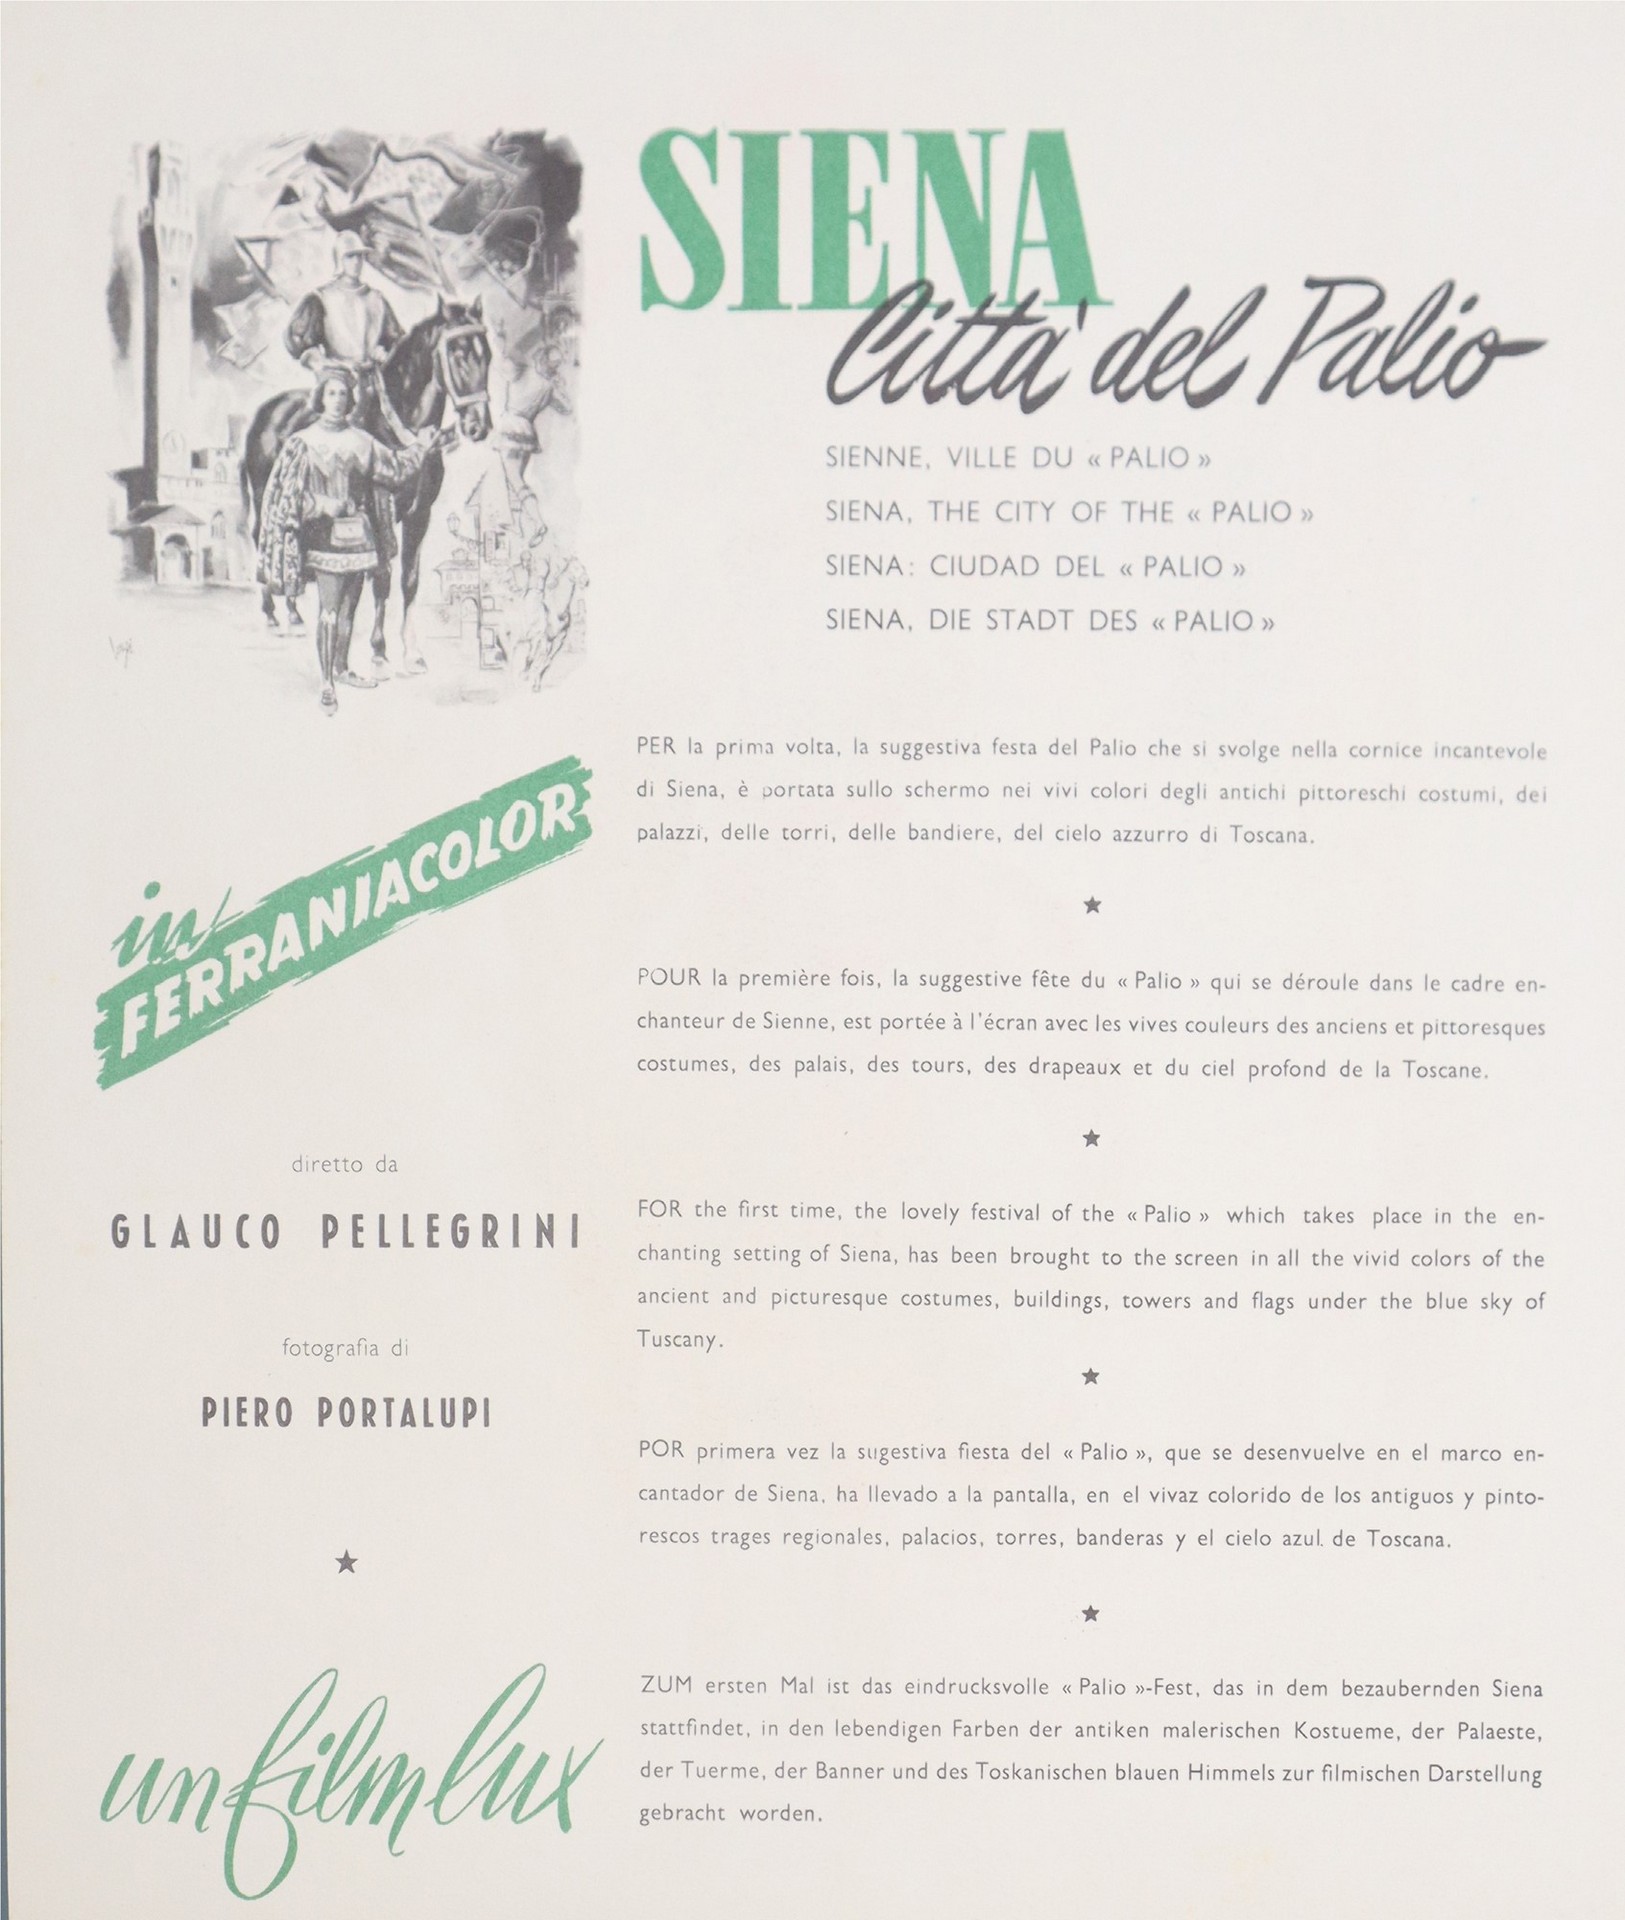 SIENA
Città del Palio
SIENNE, VILLE DU « PALIO »
SIENA, THE CITY OF THE « PALIO »
SIENA: CIUDAD DEL « PALIO »
SIENA, DIE STADT DES « PALIO »
in
FERRANIACOLOR
diretto da
GLAUCO PELLEGRINI
fotografia di
PIERO PORTALUPI
un film lux
PER la prima volta, la suggestiva festa del Palio che si svolge nella cornice incantevole
di Siena, è portata sullo schermo nei vivi colori degli antichi pittoreschi costumi, dei
palazzi, delle torri, delle bandiere, del cielo azzurro di Toscana.
POUR la première fois, la suggestive fête du « Palio » qui se déroule dans le cadre en-
chanteur de Sienne, est portée à l'écran avec les vives couleurs des anciens et pittoresques
costumes, des palais, des tours, des drapeaux et du ciel profond de la Toscane.
FOR the first time, the lovely festival of the « Palio » which takes place in the en-
chanting setting of Siena, has been brought to the screen in all the vivid colors of the
ancient and picturesque costumes, buildings, towers and flags under the blue sky of
Tuscany.
POR primera vez la sugestiva fiesta del « Palio », que se desenvuelve en el marco en-
cantador de Siena, ha llevado a la pantalla, en el vivaz colorido de los antiguos y pinto-
rescos trages regionales, palacios, torres, banderas y el cielo azul. de Toscana.
ZUM ersten Mal ist das eindrucksvolle « Palio »-Fest, das in dem bezaubernden Siena
stattfindet, in den lebendigen Farben der antiken malerischen Kostueme, der Palaeste,
der Tuerme, der Banner und des Toskanischen blauen Himmels zur filmischen Darstellung
gebracht worden.